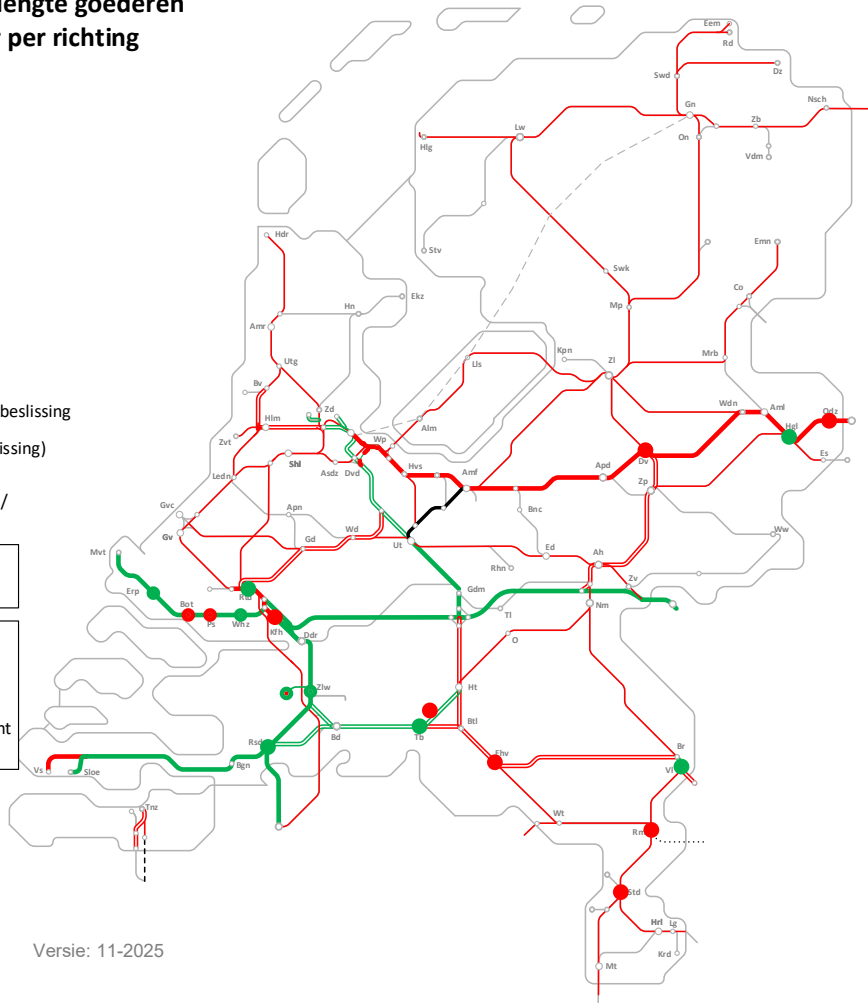 lengte goederen
per richting
Eem
Rd
Swd
Dz
Nsch
Gn
Zb
On
Vdm
Lw
Hlg
Hdr
Stv
Emn
Swk
Co
Mp
Ekz
Hn
Amr
Utg
Lls
Kpn
Zl
Mrb
Bv
beslissing
Zd
Alm
Wdn
Aml
Odz
Hlm
Hgl
issing)
Zvt
Wp
Shl
Asdz
Dvd
Hvs
Amf
Apd
Dv
Es
Ledn
Zp
/
Gvc
Apn
Bnc
Gv
Wd
Gd
Ut
Ww
Mvt
Rhn
Ed
Ah
Zv
Erp
Rtd
Gdm
Bot
Ps
Whz
Nm
Tl
Kfh
Ddr
O
Zlw
Ht
nt
Rsd
Bd
Tb
Btl
Ehv
Br
Vl
Vs
Sloe
Bgn
Tnz
Wt
Rm
Std
Hrl
Lg
Krd
Mt
Versie: 11-2025